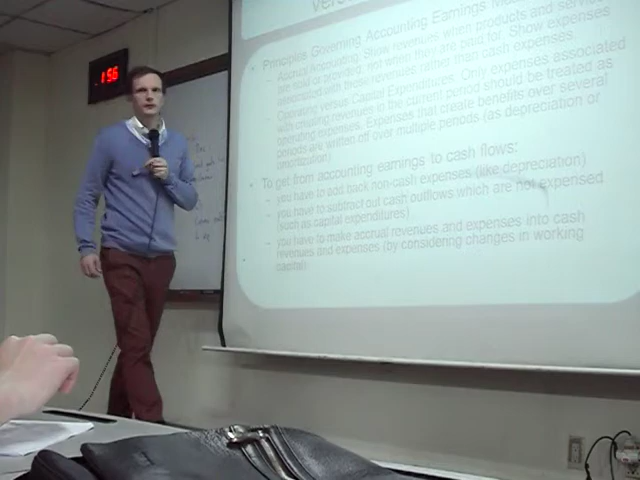 1:56
Principles Governing Accounting Earnings
Accrual Accounting: Show revenues when products and
are sold or provided, not when they are paid for. Show expenses
associated with these revenues rather than cash expenses.
Operating versus Capital Expenditures: Only expenses associated
with creating revenues in the current period should be treated as
operating expenses. Expenses that create benefits over several
periods are written off over multiple periods (as depreciation or
amortization)
To get from accounting earnings to cash flows:
you have to add back non-cash expenses (like depreciation)
you have to subtract out cash outflows which are not expensed
(such as capital expenditures)
you have to make accrual revenues and expenses into cash
revenues and expenses (by considering changes in working
capital).